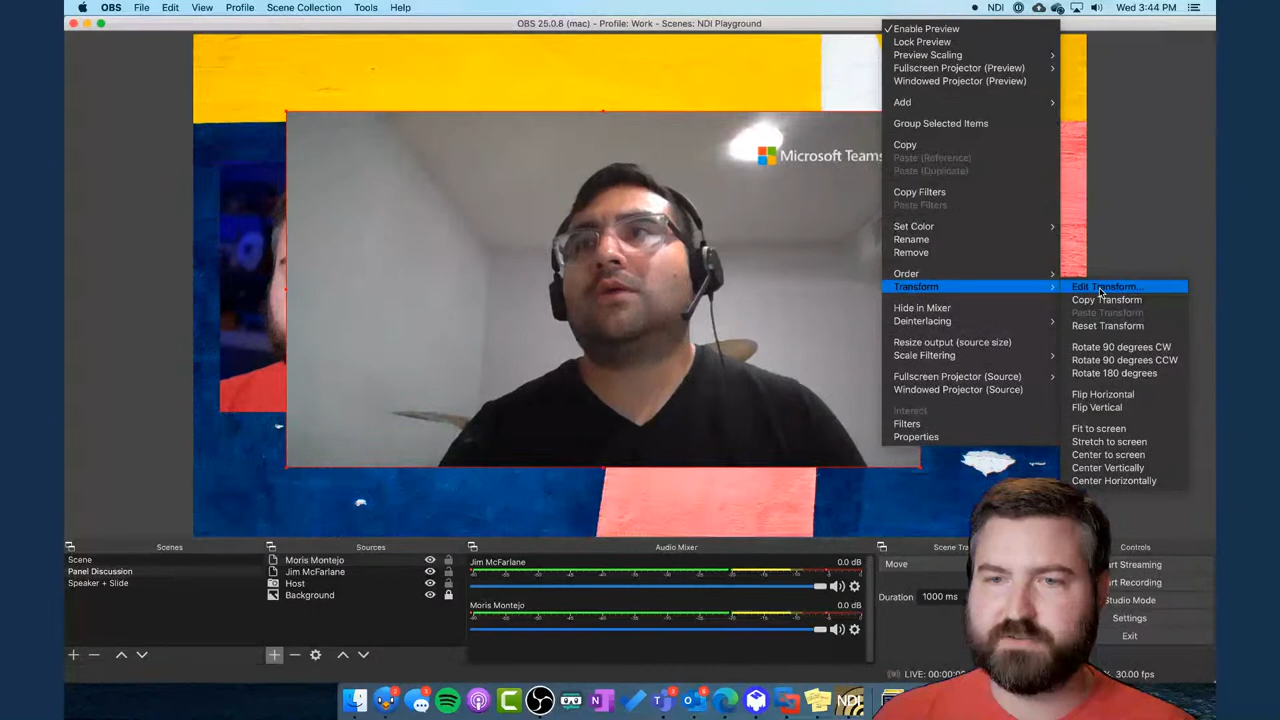 OBS File Edit View Profile Scene Collection Tools Help
NDI
Wed 3:44 PM
OBS 25.0.8 (mac) - Profile: Work - Scenes: NDI Playground
Enable Preview
Lock Preview
Preview Scaling
Fullscreen Projector (Preview)
Windowed Projector (Preview)
Add
Group Selected Items
Copy
Paste (Reference)
Paste (Duplicate)
Copy Filters
Paste Filters
Set Color
Rename
Remove
Order
Transform
Hide in Mixer
Deinterlacing
Resize output (source size)
Scale Filtering
Fullscreen Projector (Source)
Windowed Projector (Source)
Interact
Filters
Properties
Edit Transform...
Copy Transform
Paste Transform
Reset Transform
Rotate 90 degrees CW
Rotate 90 degrees CCW
Rotate 180 degrees
Flip Horizontal
Flip Vertical
Fit to screen
Stretch to screen
Center to screen
Center Vertically
Center Horizontally
Microsoft Teams
Scenes
Scene
Panel Discussion
Speaker + Slide
Sources
Moris Montejo
Jim McFarlane
Host
Background
Audio Mixer
Jim McFarlane 0.0 dB
Moris Montejo 0.0 dB
Scene
Move
Duration 1000 ms
Controls
Streaming
Recording
Studio Mode
Settings
Exit
30.00 fps
NDI